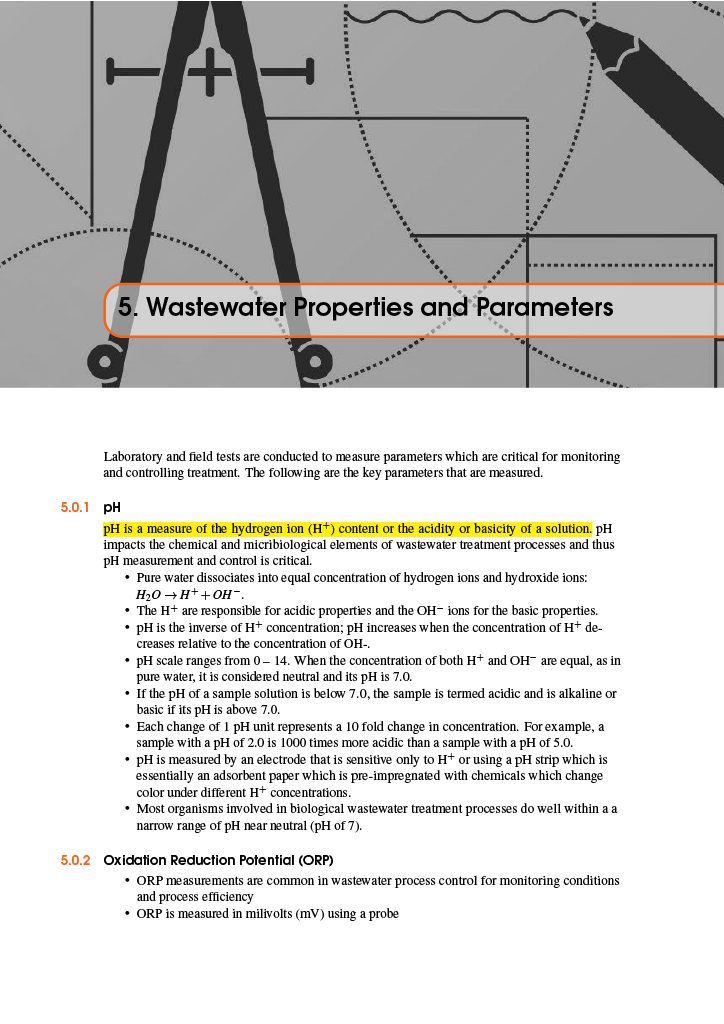 5. Wastewater Properties and Parameters
Laboratory and field tests are conducted to measure parameters which are critical for monitoring
and controlling treatment. The following are the key parameters that are measured.
5.0.1 pH
pH is a measure of the hydrogen ion (H⁺) content or the acidity or basicity of a solution. pH
impacts the chemical and micribiological elements of wastewater treatment processes and thus
pH measurement and control is critical.
• Pure water dissociates into equal concentration of hydrogen ions and hydroxide ions:
H₂O → H⁺ + OH⁻.
• The H⁺ are responsible for acidic properties and the OH⁻ ions for the basic properties.
• pH is the inverse of H⁺ concentration; pH increases when the concentration of H⁺ de-
creases relative to the concentration of OH-.
• pH scale ranges from 0 – 14. When the concentration of both H⁺ and OH⁻ are equal, as in
pure water, it is considered neutral and its pH is 7.0.
• If the pH of a sample solution is below 7.0, the sample is termed acidic and is alkaline or
basic if its pH is above 7.0.
• Each change of 1 pH unit represents a 10 fold change in concentration. For example, a
sample with a pH of 2.0 is 1000 times more acidic than a sample with a pH of 5.0.
• pH is measured by an electrode that is sensitive only to H⁺ or using a pH strip which is
essentially an adsorbent paper which is pre-impregnated with chemicals which change
color under different H⁺ concentrations.
• Most organisms involved in biological wastewater treatment processes do well within a a
narrow range of pH near neutral (pH of 7).
5.0.2 Oxidation Reduction Potential (ORP)
• ORP measurements are common in wastewater process control for monitoring conditions
and process efficiency
• ORP is measured in milivolts (mV) using a probe